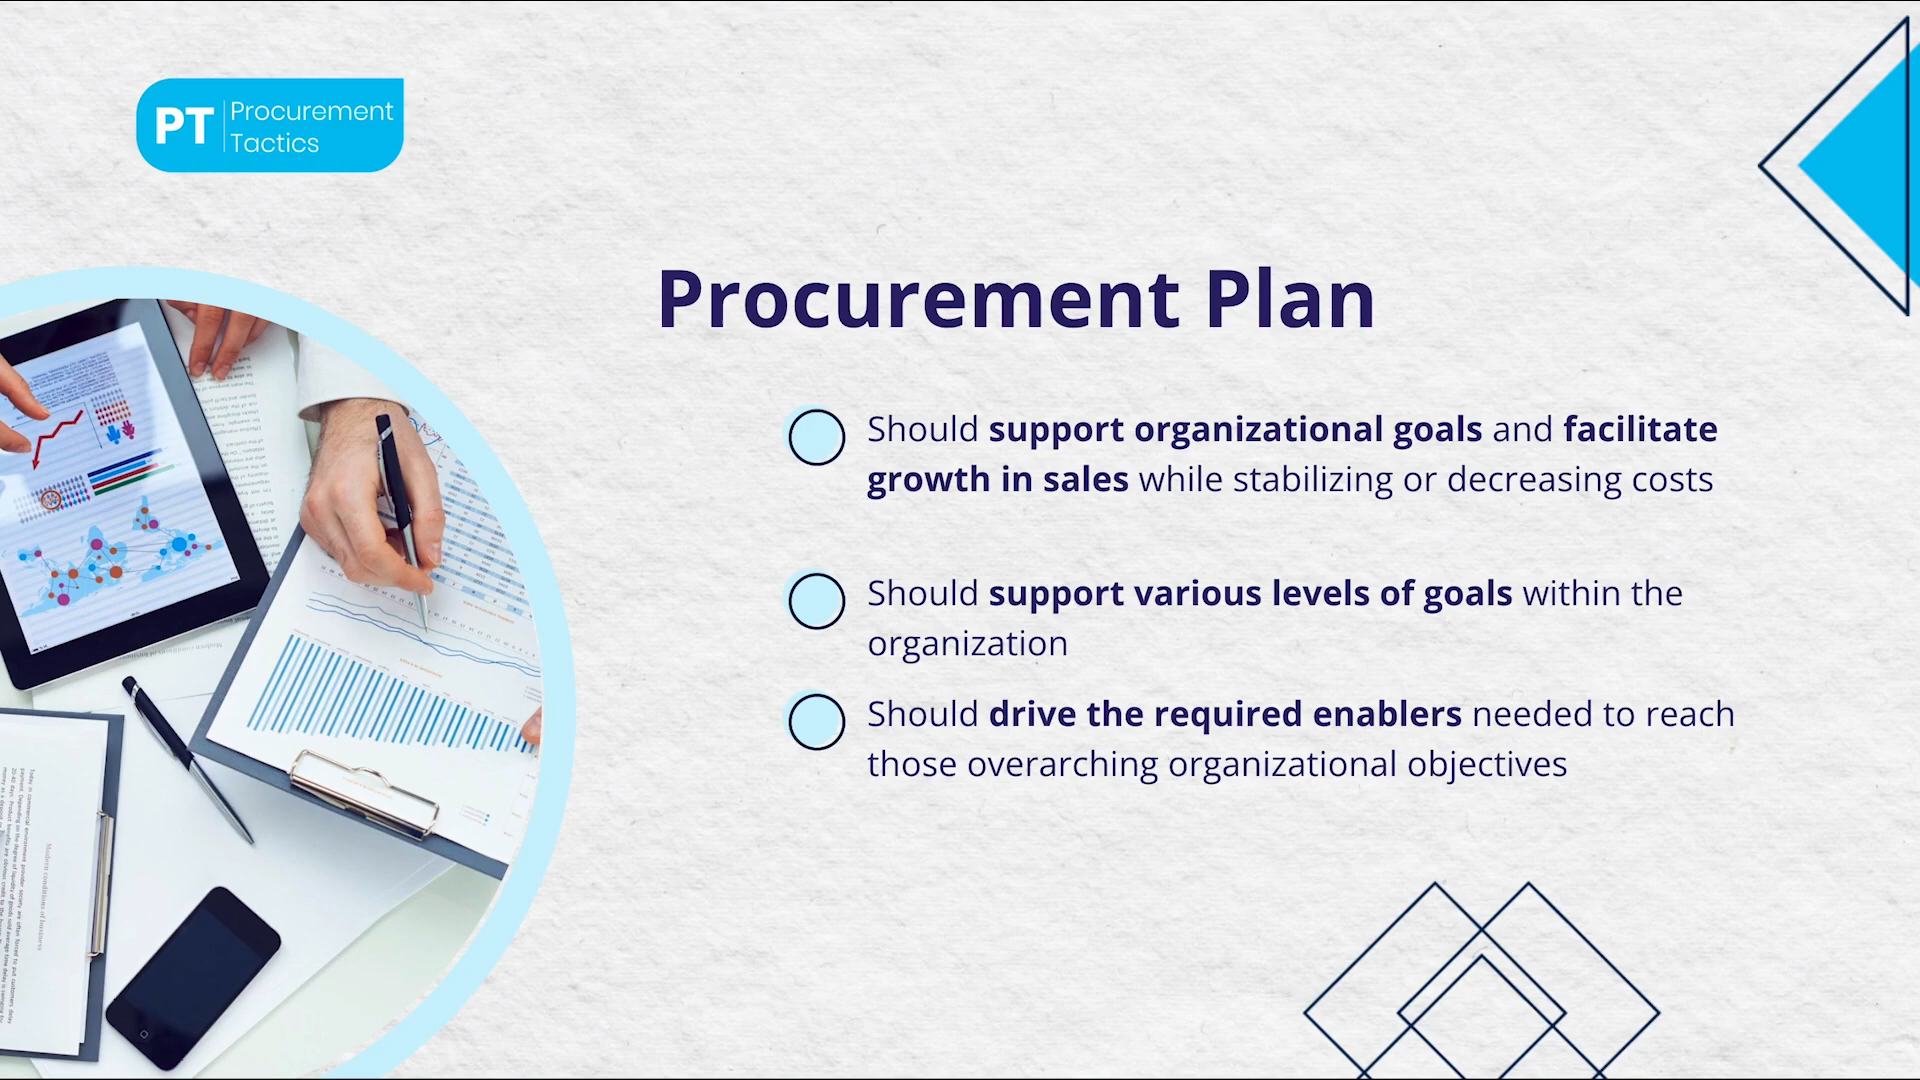 PT
Procurement
Tactics
Procurement Plan
Should support organizational goals and facilitate
growth in sales while stabilizing or decreasing costs
Should support various levels of goals within the
organization
Should drive the required enablers needed to reach
those overarching organizational objectives